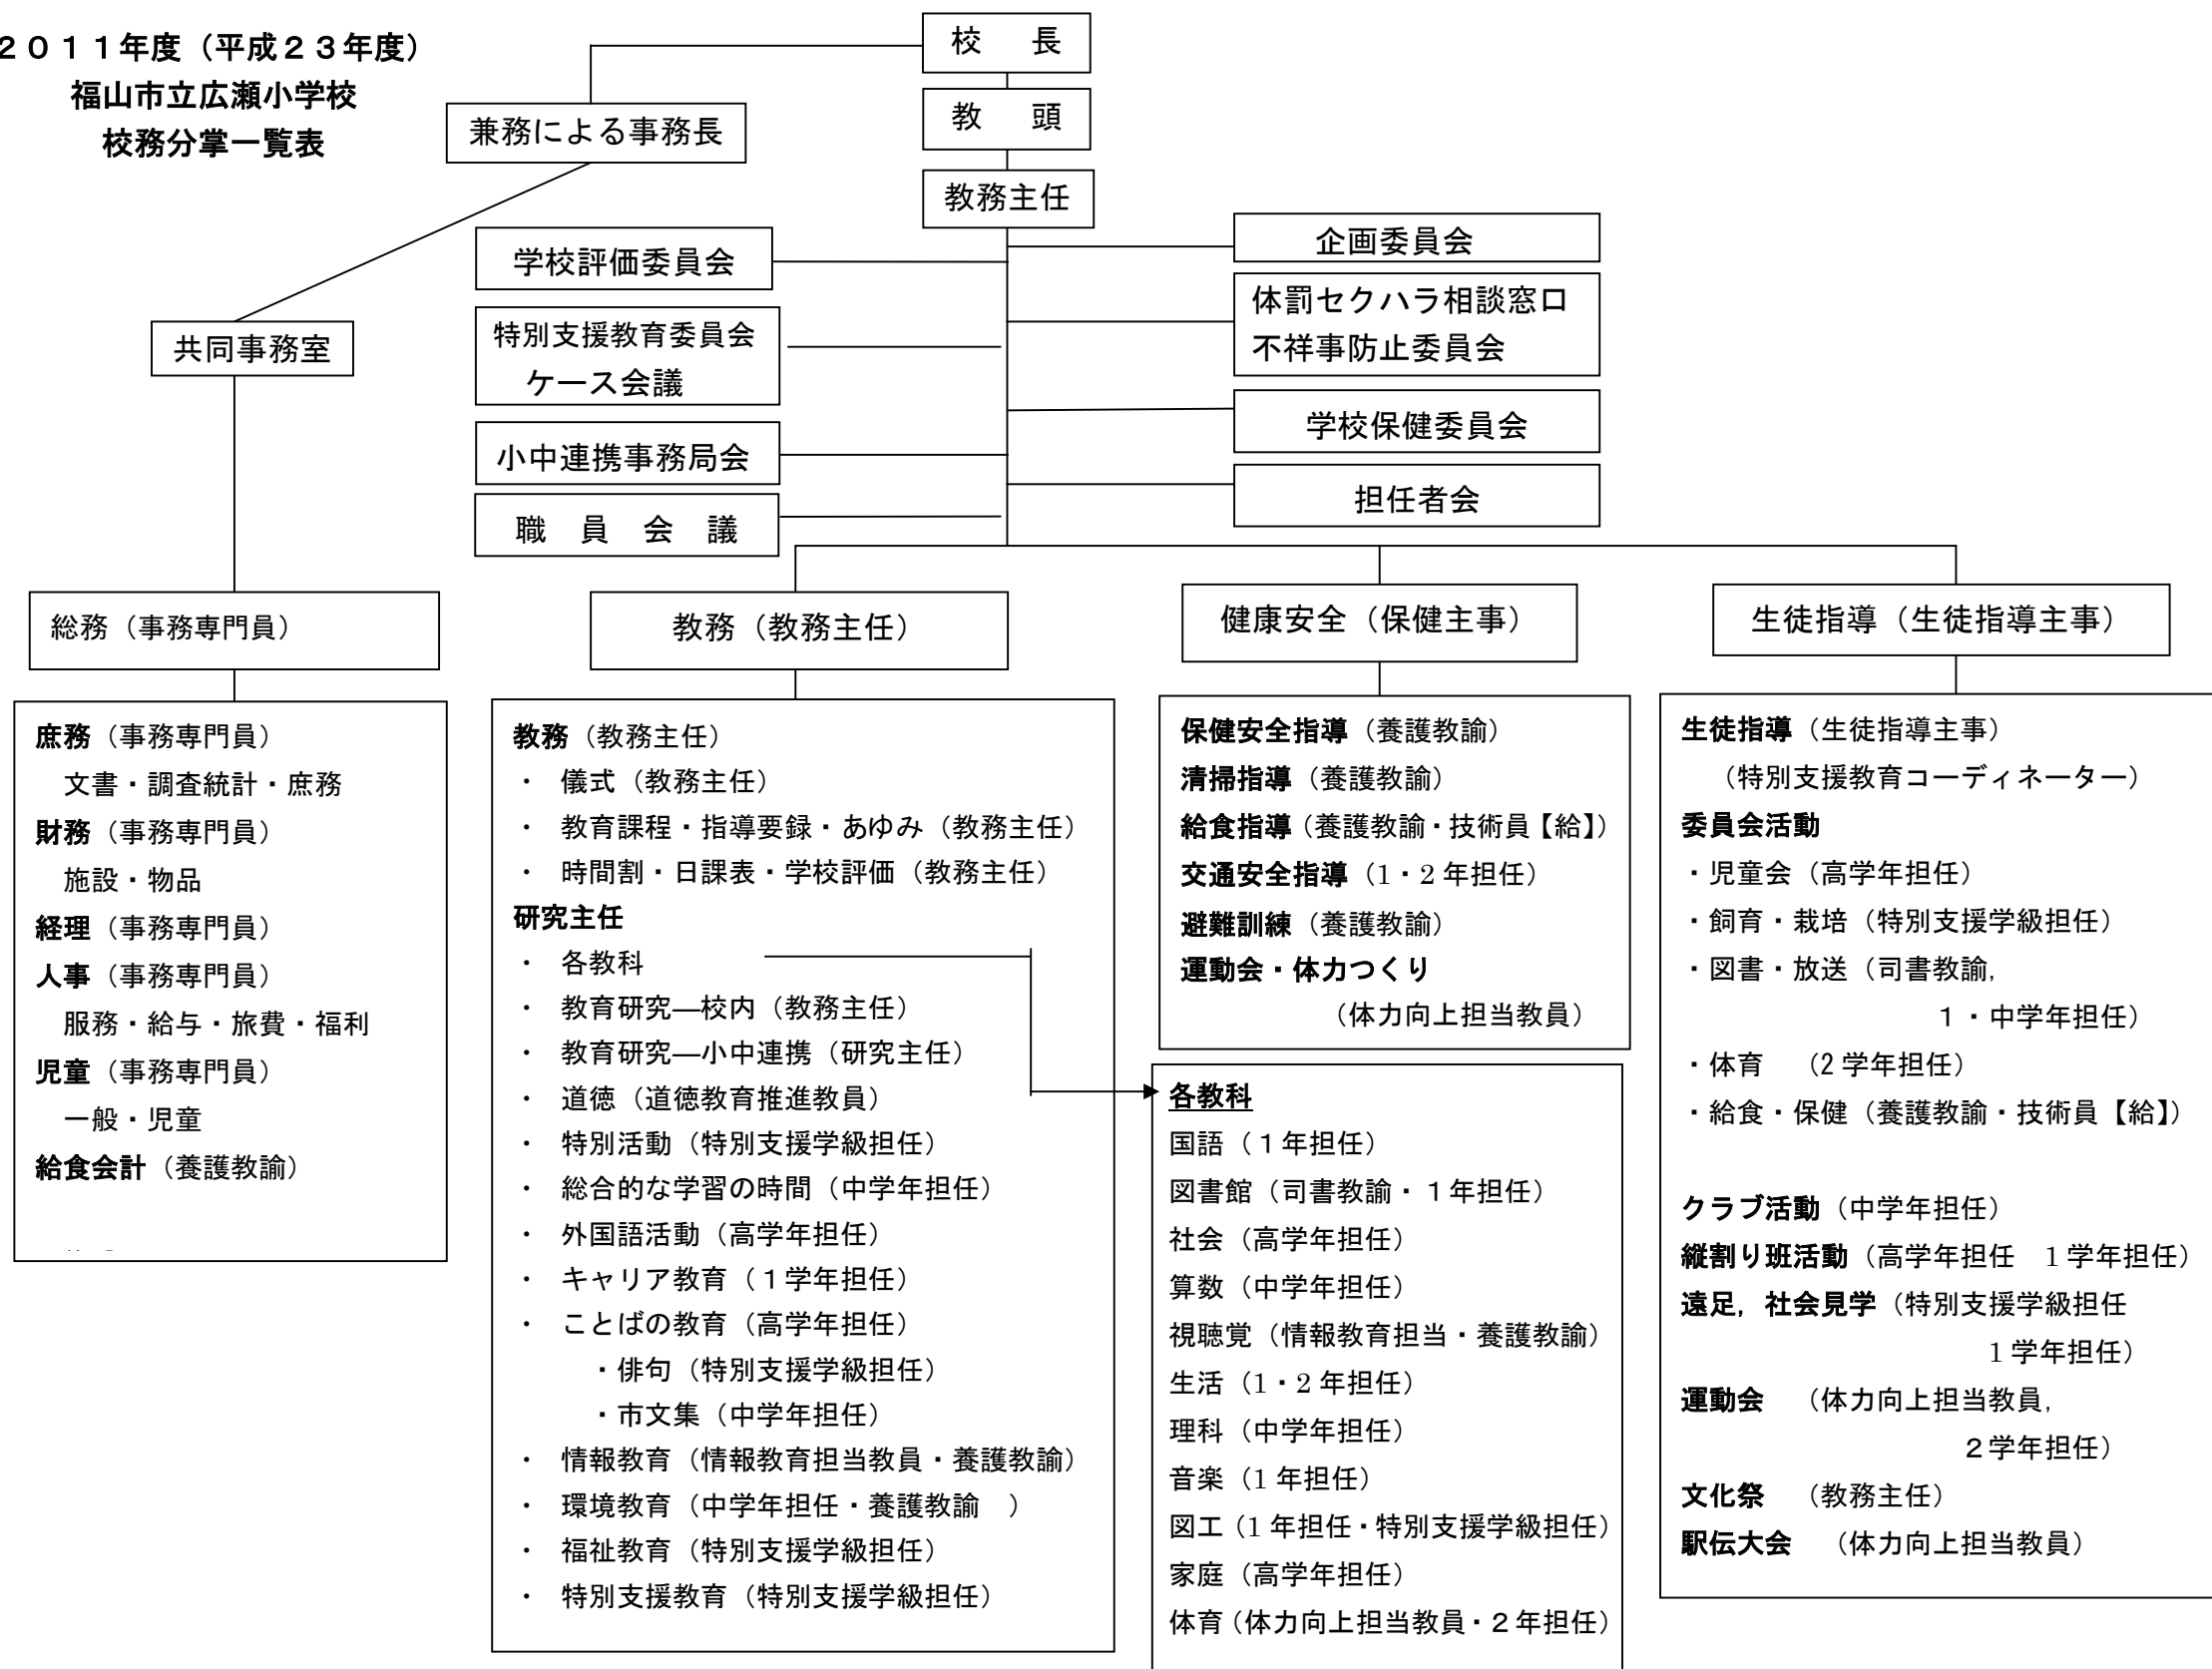 ２０１１年度（平成２３年度）
福山市立広瀬小学校
校務分掌一覧表
校　長
教　頭
教務主任
兼務による事務長
共同事務室
学校評価委員会
特別支援教育委員会
ケース会議
小中連携事務局会
職　員　会　議
企画委員会
体罰セクハラ相談窓口
不祥事防止委員会
学校保健委員会
担任者会
総務（事務専門員）
庶務（事務専門員）
文書・調査統計・庶務
財務（事務専門員）
施設・物品
経理（事務専門員）
人事（事務専門員）
服務・給与・旅費・福利
児童（事務専門員）
一般・児童
給食会計（養護教諭）
教務（教務主任）
教務（教務主任）
・　儀式（教務主任）
・　教育課程・指導要録・あゆみ（教務主任）
・　時間割・日課表・学校評価（教務主任）
研究主任
・　各教科
・　教育研究―校内（教務主任）
・　教育研究―小中連携（研究主任）
・　道徳（道徳教育推進教員）
・　特別活動（特別支援学級担任）
・　総合的な学習の時間（中学年担任）
・　外国語活動（高学年担任）
・　キャリア教育（１学年担任）
・　ことばの教育（高学年担任）
・俳句（特別支援学級担任）
・市文集（中学年担任）
・　情報教育（情報教育担当教員・養護教諭）
・　環境教育（中学年担任・養護教諭　）
・　福祉教育（特別支援学級担任）
・　特別支援教育（特別支援学級担任）
健康安全（保健主事）
保健安全指導（養護教諭）
清掃指導（養護教諭）
給食指導（養護教諭・技術員【給】）
交通安全指導（1・2 年担任）
避難訓練（養護教諭）
運動会・体力つくり
（体力向上担当教員）
各教科
国語（１年担任）
図書館（司書教諭・１年担任）
社会（高学年担任）
算数（中学年担任）
視聴覚（情報教育担当・養護教諭）
生活（1・2 年担任）
理科（中学年担任）
音楽（1 年担任）
図工（1 年担任・特別支援学級担任）
家庭（高学年担任）
体育（体力向上担当教員・２年担任）
生徒指導（生徒指導主事）
生徒指導（生徒指導主事）
（特別支援教育コーディネーター）
委員会活動
・児童会（高学年担任）
・飼育・栽培（特別支援学級担任）
・図書・放送（司書教諭，
１・中学年担任）
・体育　（2 学年担任）
・給食・保健（養護教諭・技術員【給】）
クラブ活動（中学年担任）
縦割り班活動（高学年担任　1 学年担任）
遠足，社会見学（特別支援学級担任
1 学年担任）
運動会　（体力向上担当教員，
２学年担任）
文化祭　（教務主任）
駅伝大会　（体力向上担当教員）